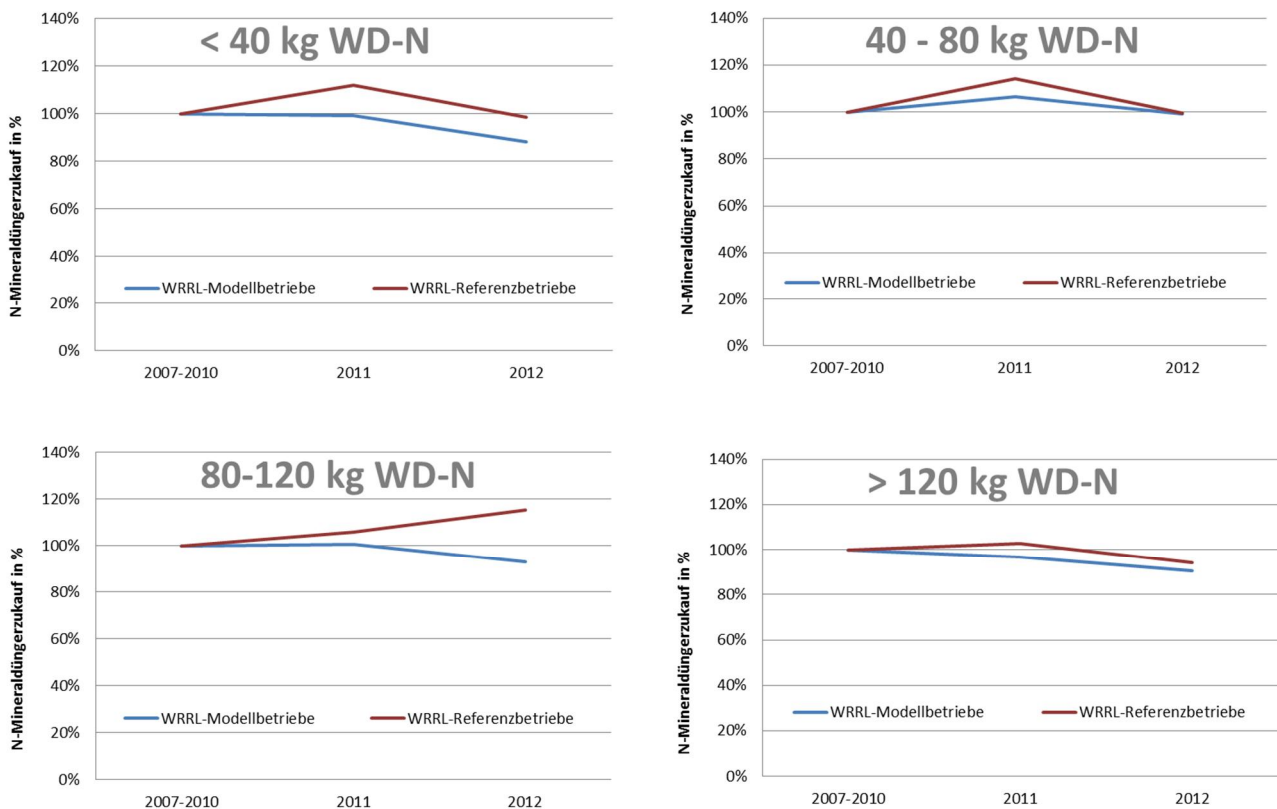 < 40 kg WD-N
N-Mineraldüngerzukauf in %
140%
120%
100%
80%
60%
40%
20%
0%
WRRL-Modellbetriebe
WRRL-Referenzbetriebe
2007-2010
2011
2012
40 - 80 kg WD-N
N-Mineraldüngerzukauf in %
140%
120%
100%
80%
60%
40%
20%
0%
WRRL-Modellbetriebe
WRRL-Referenzbetriebe
2007-2010
2011
2012
80-120 kg WD-N
N-Mineraldüngerzukauf in %
140%
120%
100%
80%
60%
40%
20%
0%
WRRL-Modellbetriebe
WRRL-Referenzbetriebe
2007-2010
2011
2012
> 120 kg WD-N
N-Mineraldüngerzukauf in %
140%
120%
100%
80%
60%
40%
20%
0%
WRRL-Modellbetriebe
WRRL-Referenzbetriebe
2007-2010
2011
2012